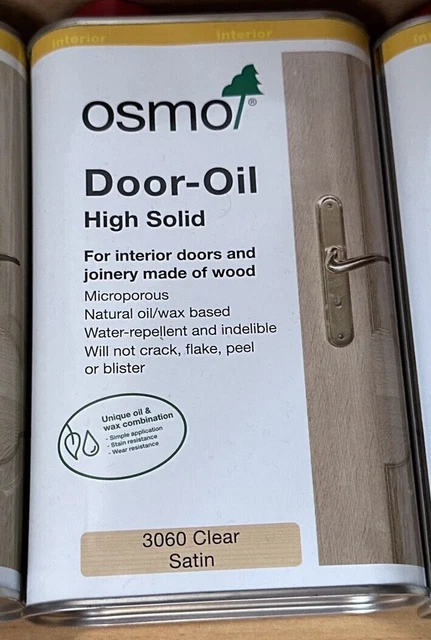 interior
interior
osmo®
Door-Oil
High Solid
For interior doors and
joinery made of wood
Microporous
Natural oil/wax based
Water-repellent and indelible
Will not crack, flake, peel
or blister
Unique oil &
wax combination
- Simple application
- Stain resistance
- Wear resistance
3060 Clear
Satin